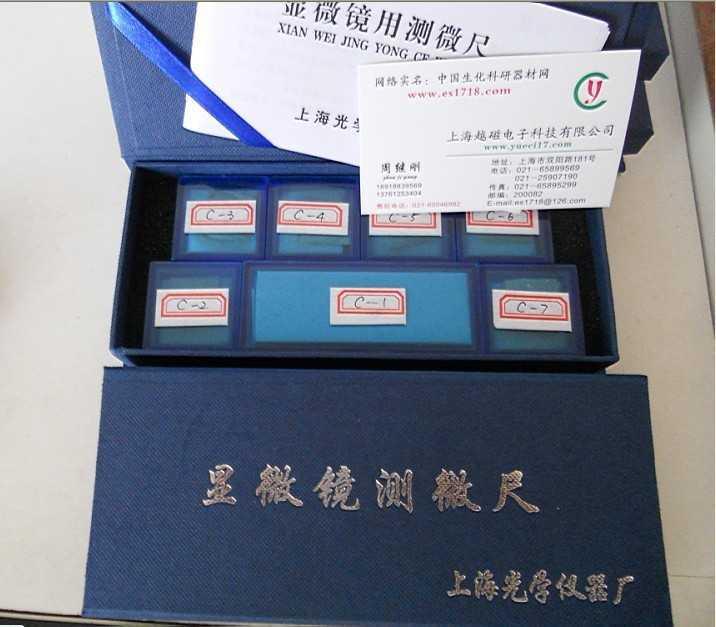 显微镜用测微尺
XIAN WEI JING YONG CE
上海光学
网络实名：中国生化科研器材网
www.es1718.com
上海越磁电子科技有限公司
www.yueci17.com
周继刚
地址：上海市双阳路181号
电话：021—65899569
021—25907190
传真：021—65895299
邮编：200082
E-mail:es1718@126.com
18918839569
13761253404
C-3
C-4
C-5
C-6
C-2
C-1
C-7
显微镜测微尺
上海光学仪器厂